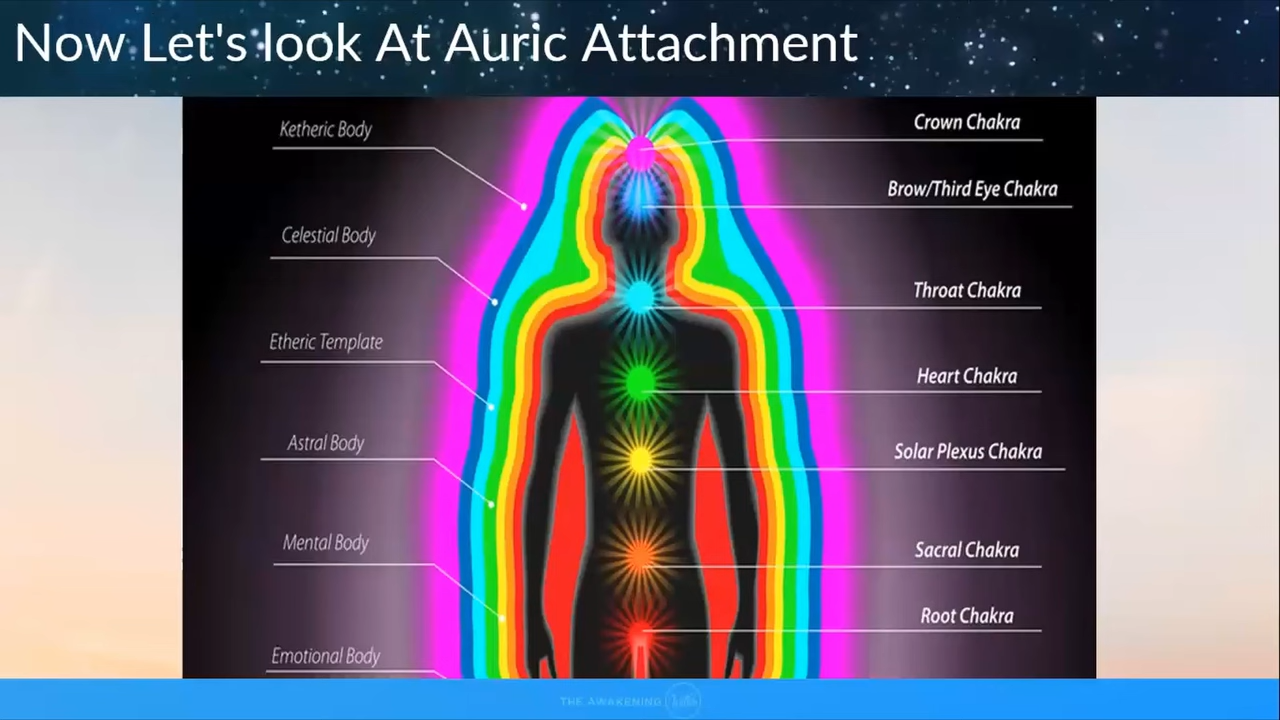 Now Let's look At Auric Attachment
Ketheric Body
Crown Chakra
Brow/Third Eye Chakra
Celestial Body
Throat Chakra
Etheric Template
Heart Chakra
Astral Body
Solar Plexus Chakra
Mental Body
Sacral Chakra
Root Chakra
Emotional Body
THE AWAKENING